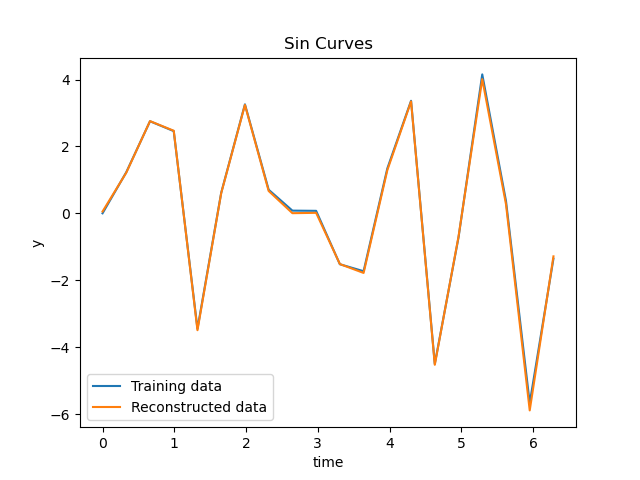 Sin Curves
4
2
0
−2
−4
−6
y
Training data
Reconstructed data
0 1 2 3 4 5 6
time